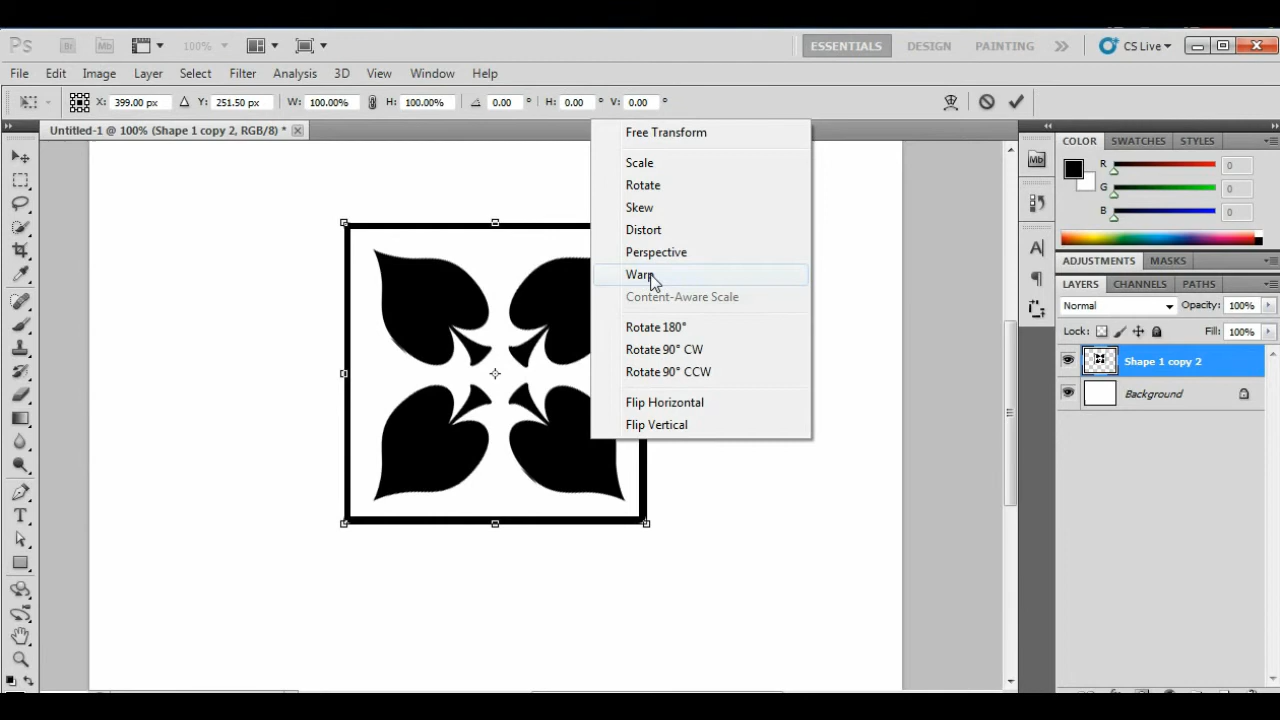 Ps Br Mb 100% ESSENTIALS DESIGN PAINTING CS Live
File Edit Image Layer Select Filter Analysis 3D View Window Help
X: 399.00 px Y: 251.50 px W: 100.00% H: 100.00% 0.00 ° H: 0.00 ° V: 0.00 °
Untitled-1 @ 100% (Shape 1 copy 2, RGB/8) *
Free Transform
Scale
Rotate
Skew
Distort
Perspective
Warp
Content-Aware Scale
Rotate 180°
Rotate 90° CW
Rotate 90° CCW
Flip Horizontal
Flip Vertical
Mb
COLOR SWATCHES STYLES
R 0
G 0
B 0
ADJUSTMENTS MASKS
LAYERS CHANNELS PATHS
Normal Opacity: 100%
Lock: Fill: 100%
Shape 1 copy 2
Background